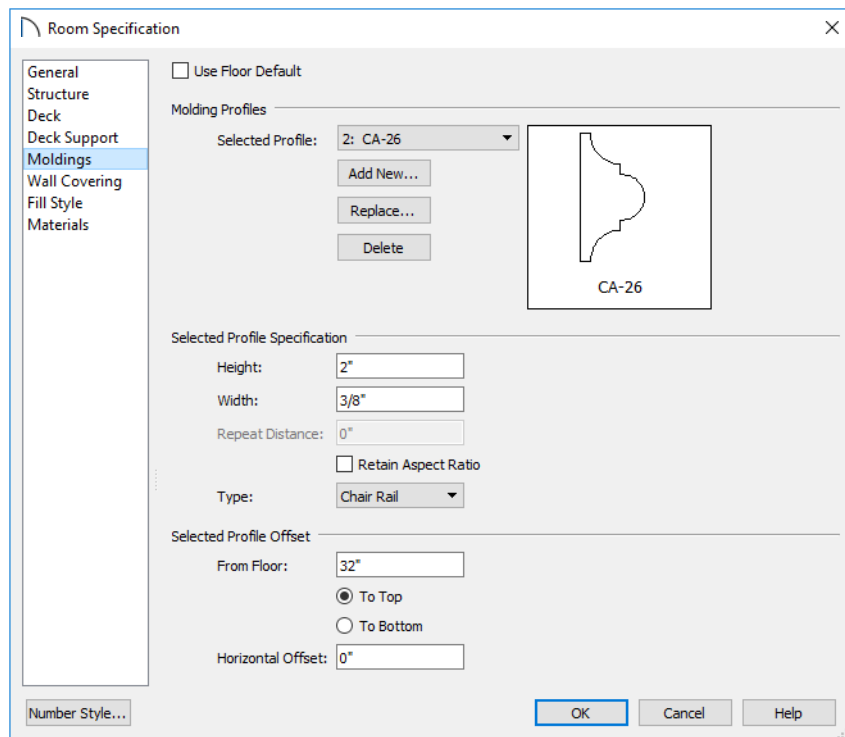 Room Specification
General
Structure
Deck
Deck Support
Moldings
Wall Covering
Fill Style
Materials
Use Floor Default
Molding Profiles
Selected Profile:
2: CA-26
Add New...
Replace...
Delete
CA-26
Selected Profile Specification
Height:
2"
Width:
3/8"
Repeat Distance:
0"
Retain Aspect Ratio
Type:
Chair Rail
Selected Profile Offset
From Floor:
32"
To Top
To Bottom
Horizontal Offset:
0"
Number Style...
OK
Cancel
Help